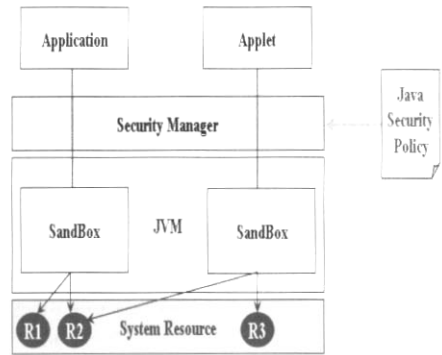 Application
Applet
Java
Security
Policy
Security Manager
SandBox
JVM
SandBox
R1
R2
System Resource
R3